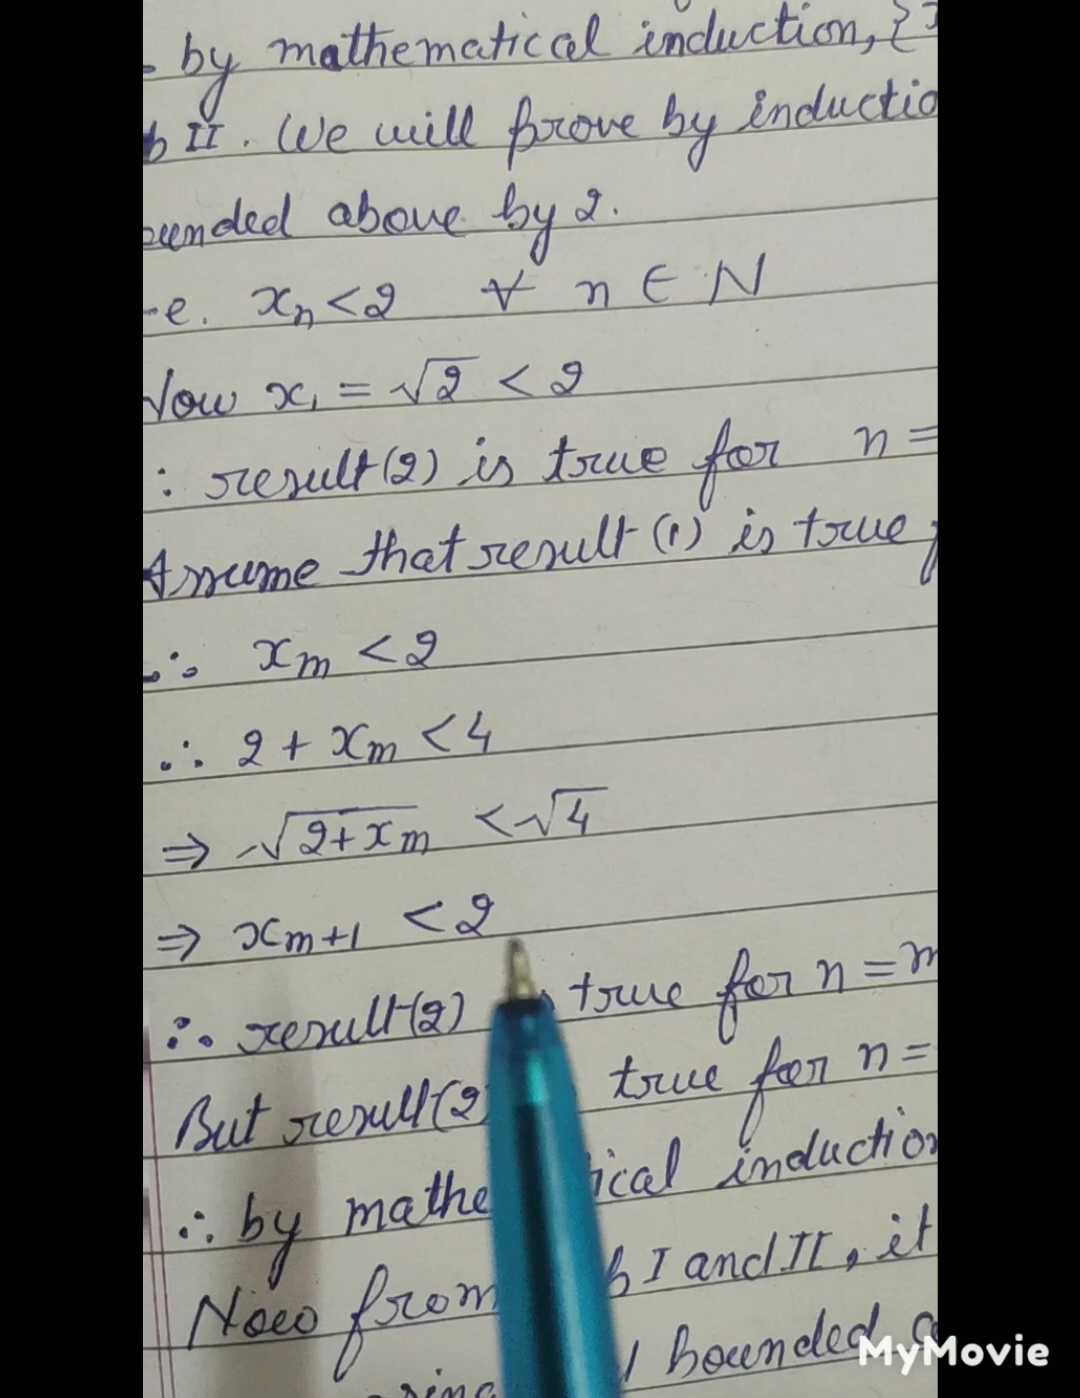 by mathematical induction, {
II. We will prove by inductio
unded above by 2.
e. xₙ < 2 ∀ n ∈ N
Now x₁ = √2 < 2
∴ result (2) is true for n =
Assume that result (1) is true
∴ xₘ < 2
∴ 2 + xₘ < 4
⇒ √(2+xₘ) < √4
⇒ xₘ₊₁ < 2
∴ result (2) true for n = m
But result (2) true for n =
∴ by mathe ical induction
Now from I and II, it
bounded
MyMovie